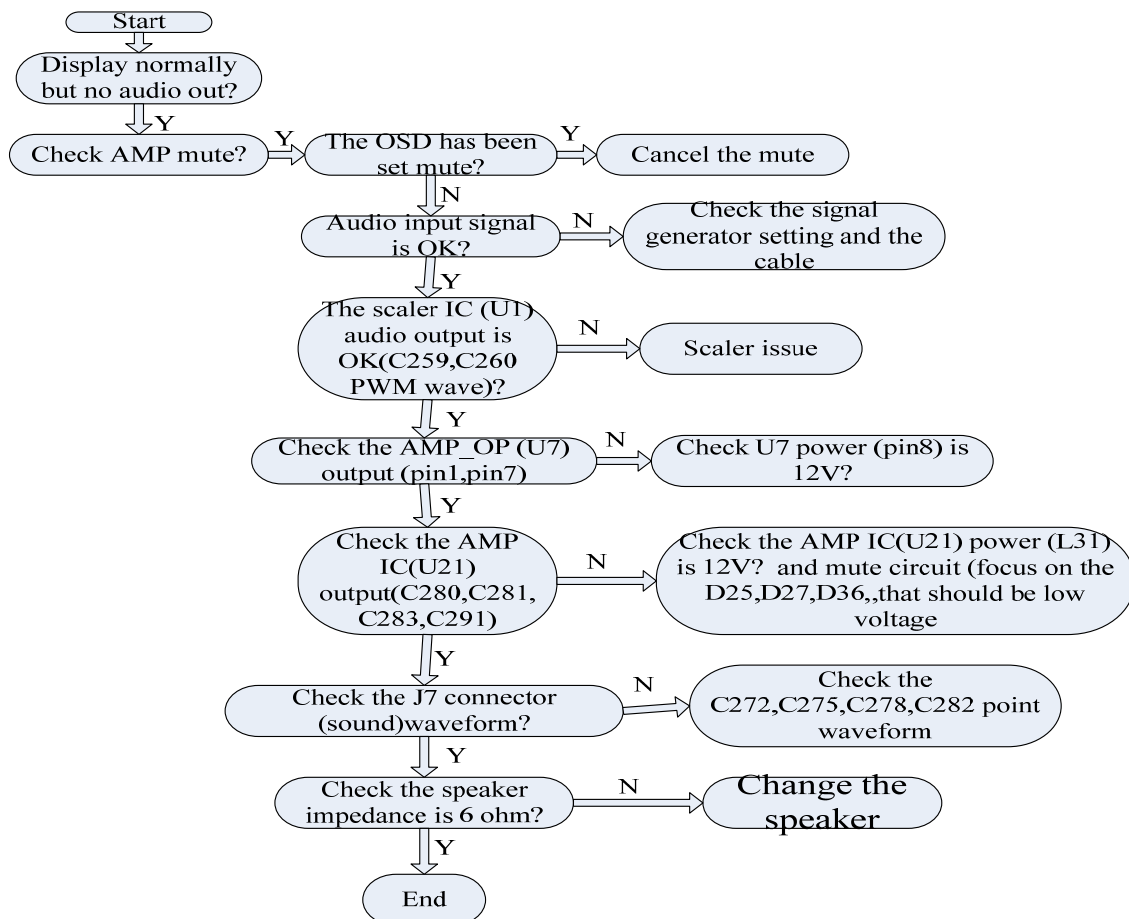 Start
Display normally
but no audio out?
Y
Check AMP mute?
Y
The OSD has been
set mute?
Y
Cancel the mute
N
Audio input signal
is OK?
N
Check the signal
generator setting and the
cable
Y
The scaler IC (U1)
audio output is
OK(C259,C260
PWM wave)?
N
Scaler issue
Y
Check the AMP_OP (U7)
output (pin1,pin7)
N
Check U7 power (pin8) is
12V?
Y
Check the AMP
IC(U21)
output(C280,C281,
C283,C291)
N
Check the AMP IC(U21) power (L31)
is 12V? and mute circuit (focus on the
D25,D27,D36,,that should be low
voltage
Y
Check the J7 connector
(sound)waveform?
N
Check the
C272,C275,C278,C282 point
waveform
Y
Check the speaker
impedance is 6 ohm?
N
Change the
speaker
Y
End